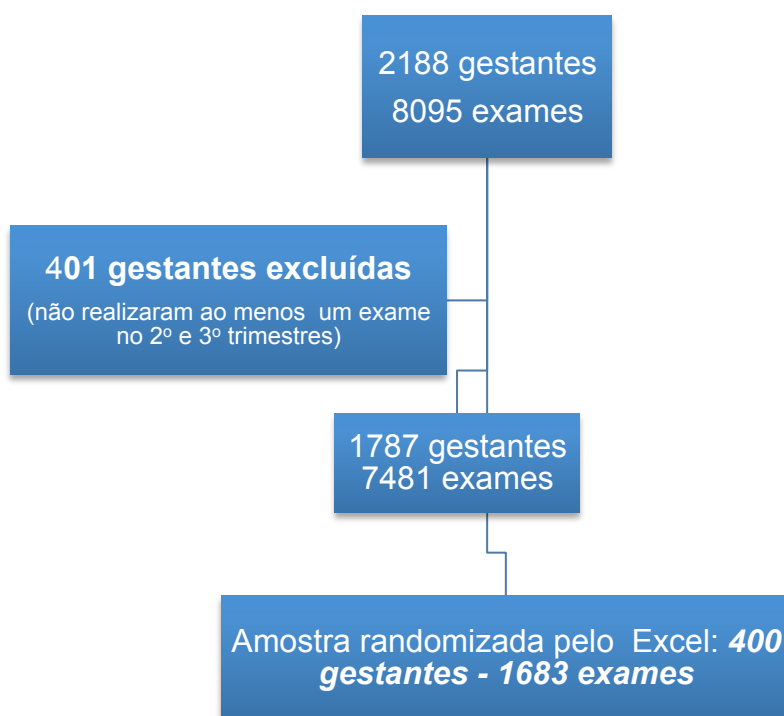 2188 gestantes
8095 exames
401 gestantes excluídas
(não realizaram ao menos um exame
no 2º e 3º trimestres)
1787 gestantes
7481 exames
Amostra randomizada pelo Excel: 400
gestantes - 1683 exames